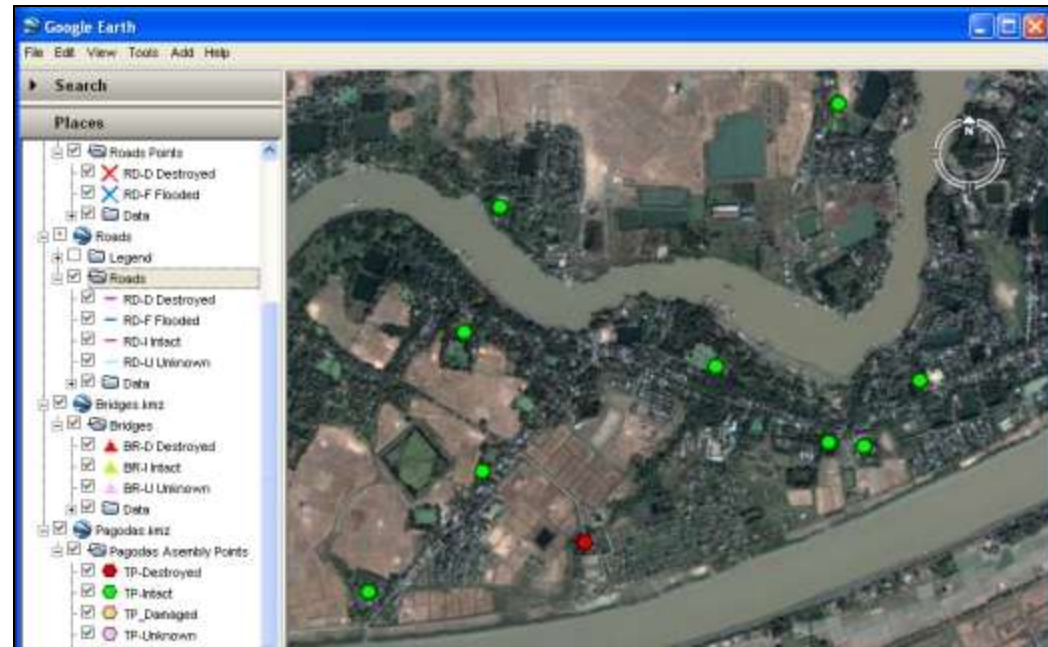 Google Earth
File Edit View Tools Add Help
Search
Places
Roads Points
RD-D Destroyed
RD-F Flooded
Data
Roads
Legend
Roads
RD-D Destroyed
RD-F Flooded
RD-I Intact
RD-U Unknown
Data
Bridges.kmz
Bridges
BR-D Destroyed
BR-I Intact
BR-U Unknown
Data
Pagodas.kmz
Pagodas Asembly Points
TP-Destroyed
TP-Intact
TP_Damaged
TP-Unknown
N